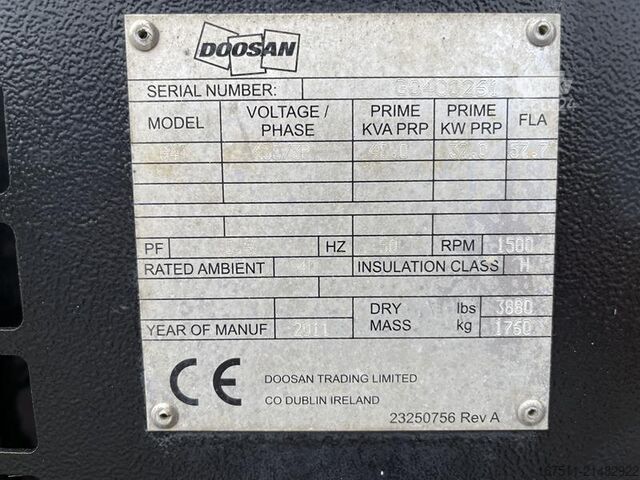 DOOSAN
SERIAL NUMBER:
MODEL VOLTAGE / PHASE PRIME KVA PRP PRIME KW PRP FLA
57.7
PF HZ 50 RPM 1500
RATED AMBIENT INSULATION CLASS H
DRY MASS lbs 3880
YEAR OF MANUF 2011 kg 1760
CE DOOSAN TRADING LIMITED
CO DUBLIN IRELAND
23250756 Rev A